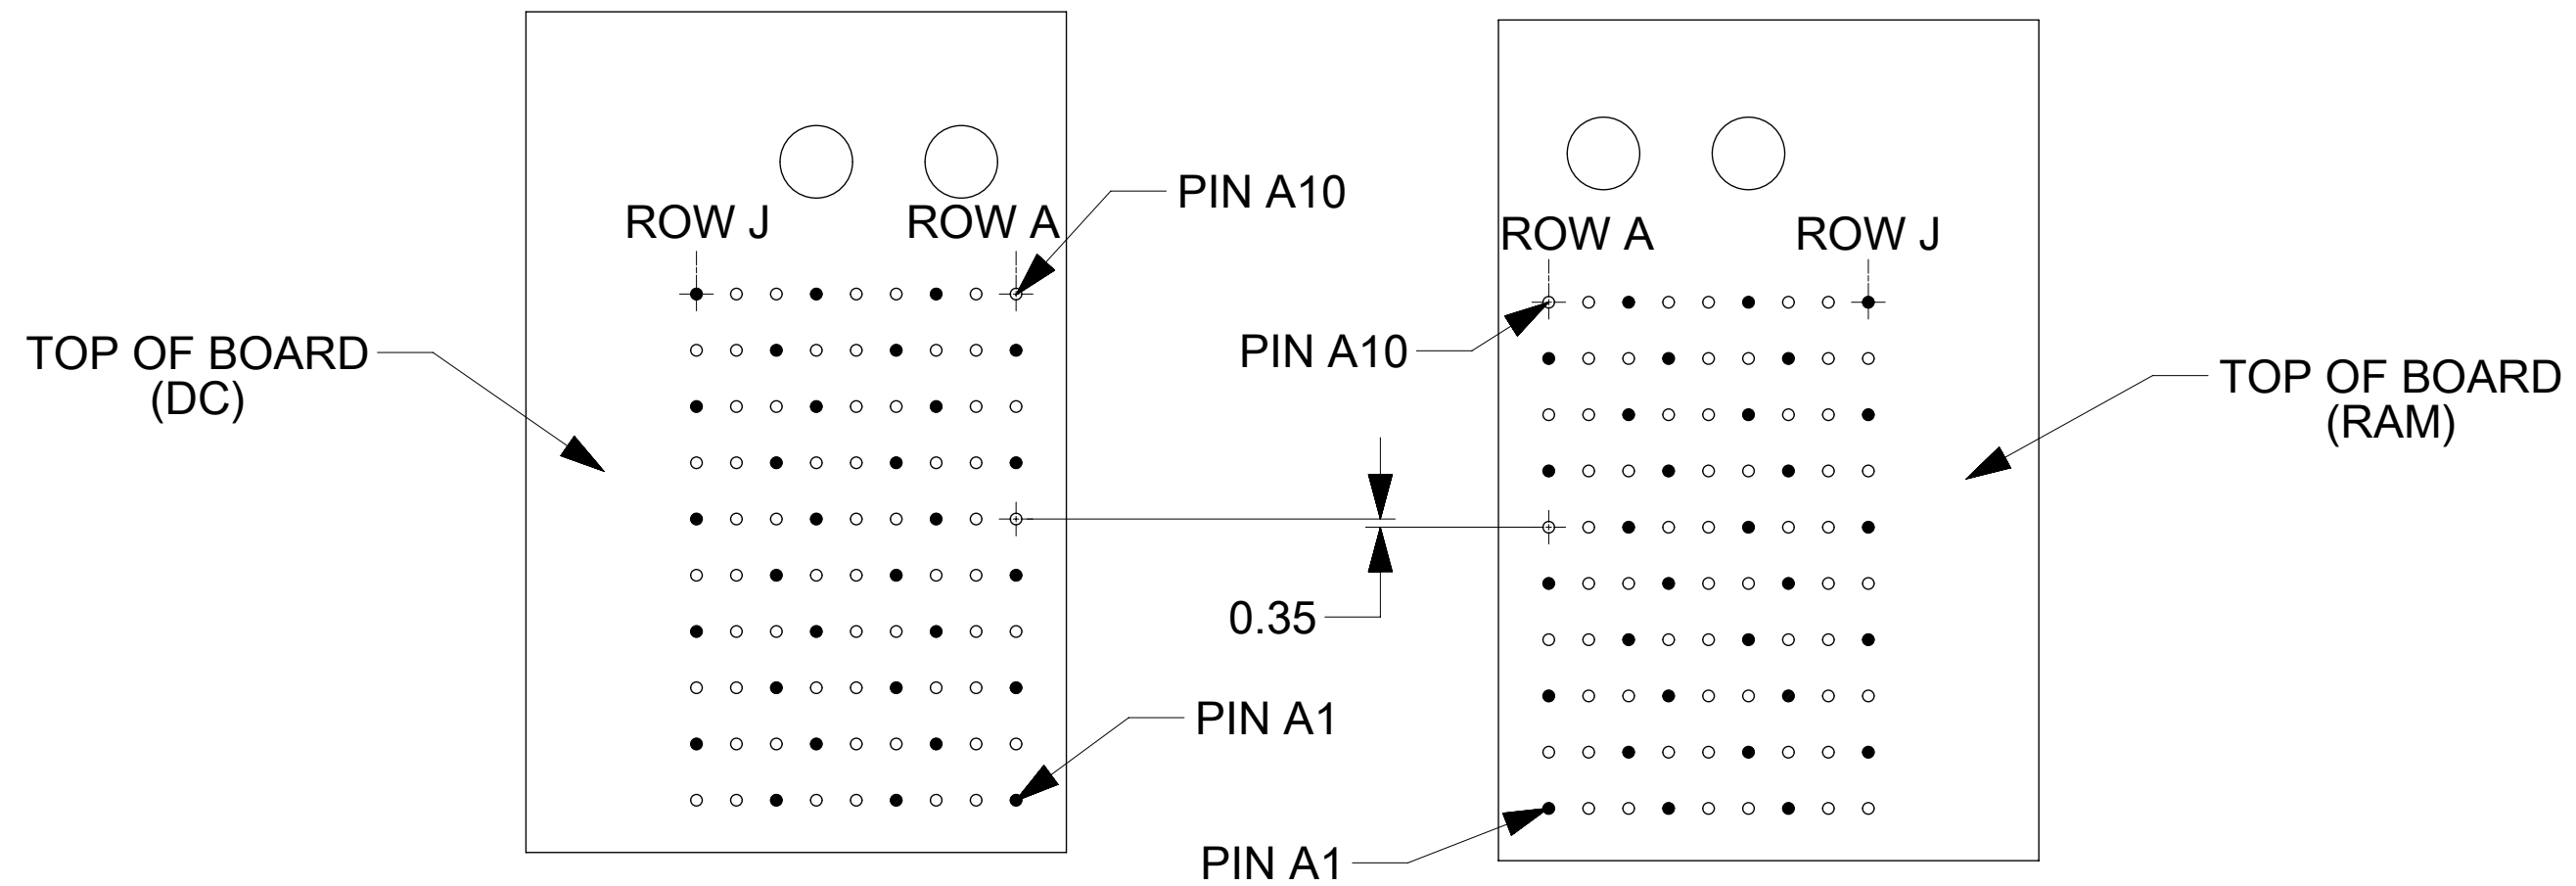 PIN A10
ROW J
ROW A
ROW A
ROW J
TOP OF BOARD
(DC)
PIN A10
TOP OF BOARD
(RAM)
0.35
PIN A1
PIN A1